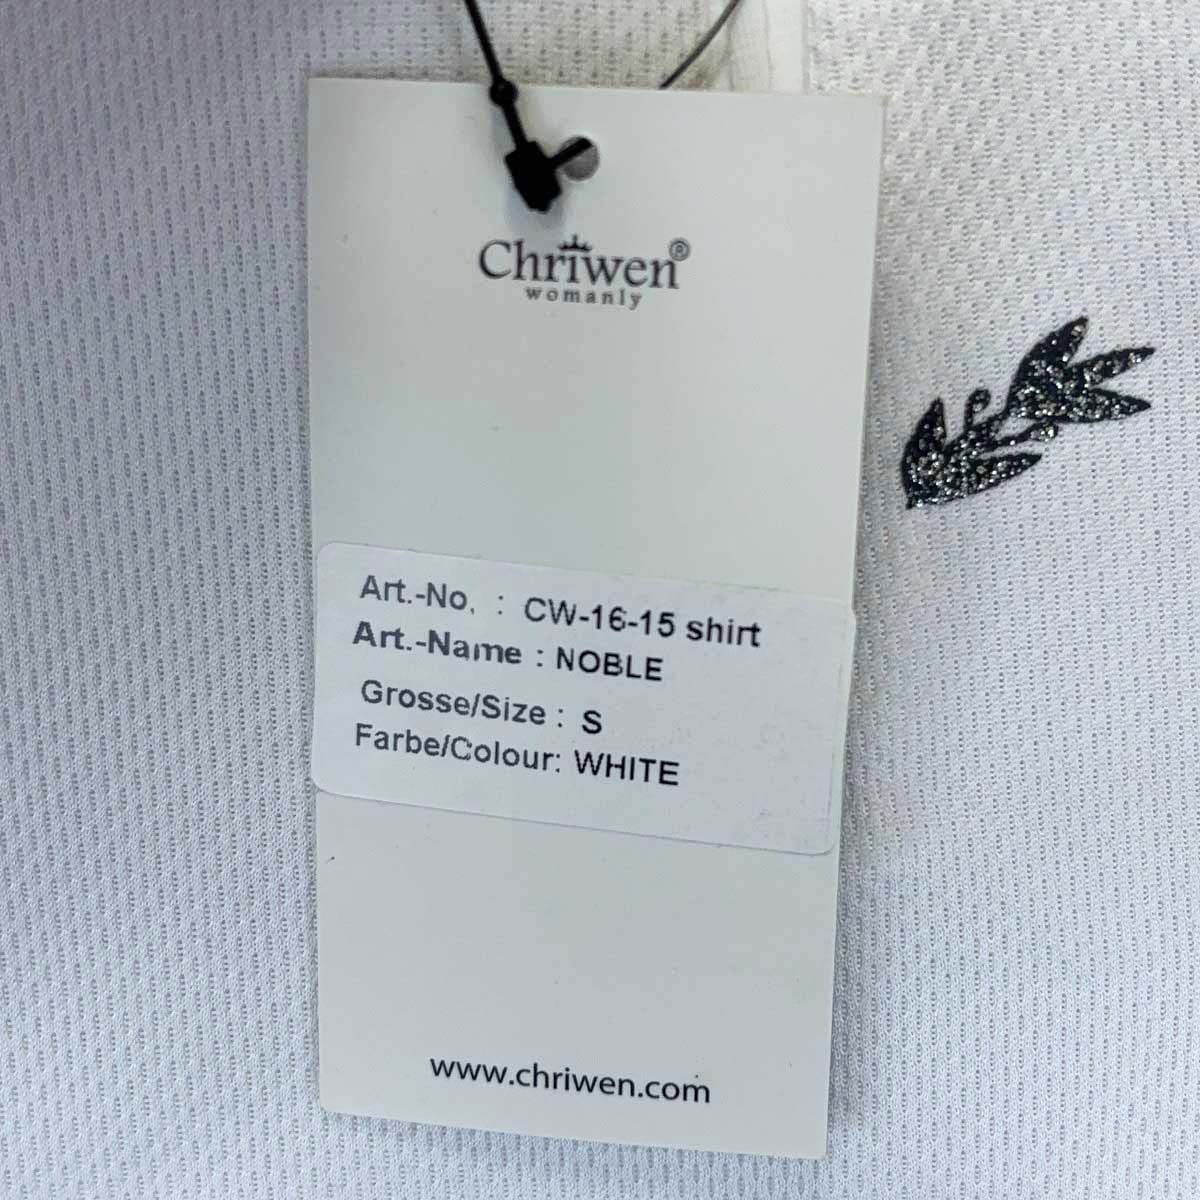 Chriwen®
womanly
Art.-No. : CW-16-15 shirt
Art.-Name : NOBLE
Grosse/Size : S
Farbe/Colour: WHITE
www.chriwen.com